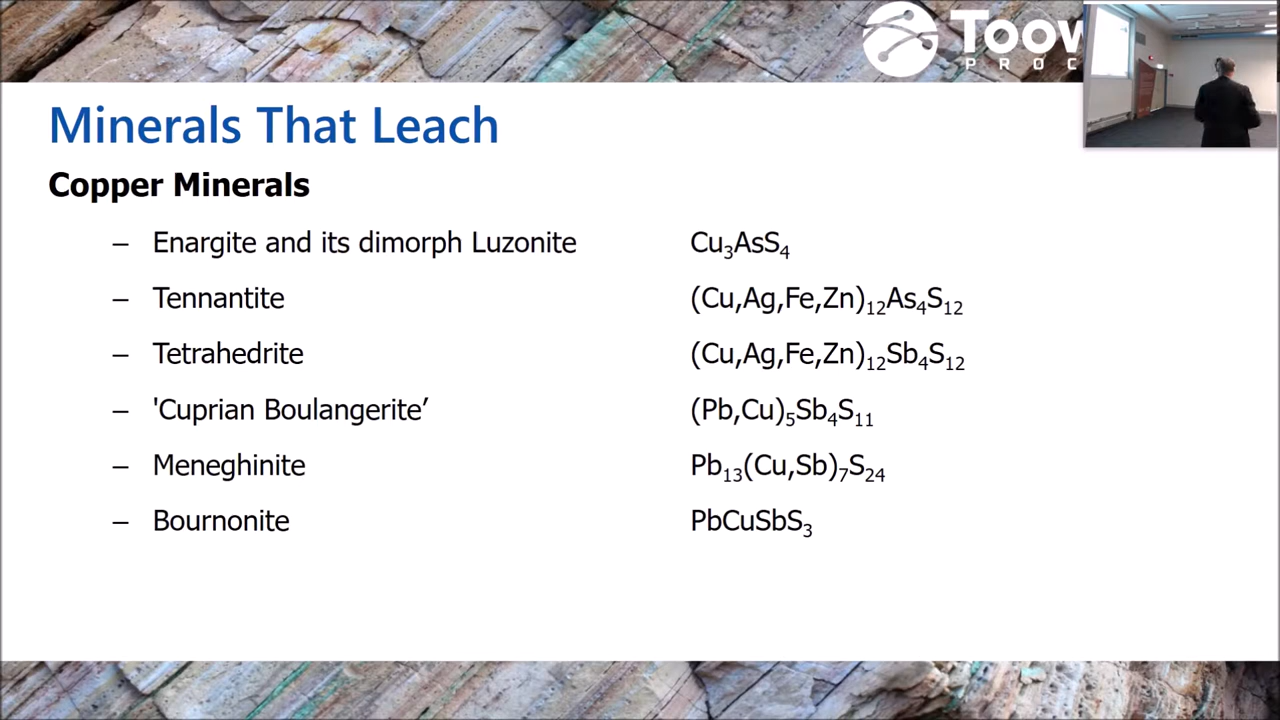 Minerals That Leach
Copper Minerals
– Enargite and its dimorph Luzonite Cu₃AsS₄
– Tennantite (Cu,Ag,Fe,Zn)₁₂As₄S₁₂
– Tetrahedrite (Cu,Ag,Fe,Zn)₁₂Sb₄S₁₂
– 'Cuprian Boulangerite’ (Pb,Cu)₅Sb₄S₁₁
– Meneghinite Pb₁₃(Cu,Sb)₇S₂₄
– Bournonite PbCuSbS₃